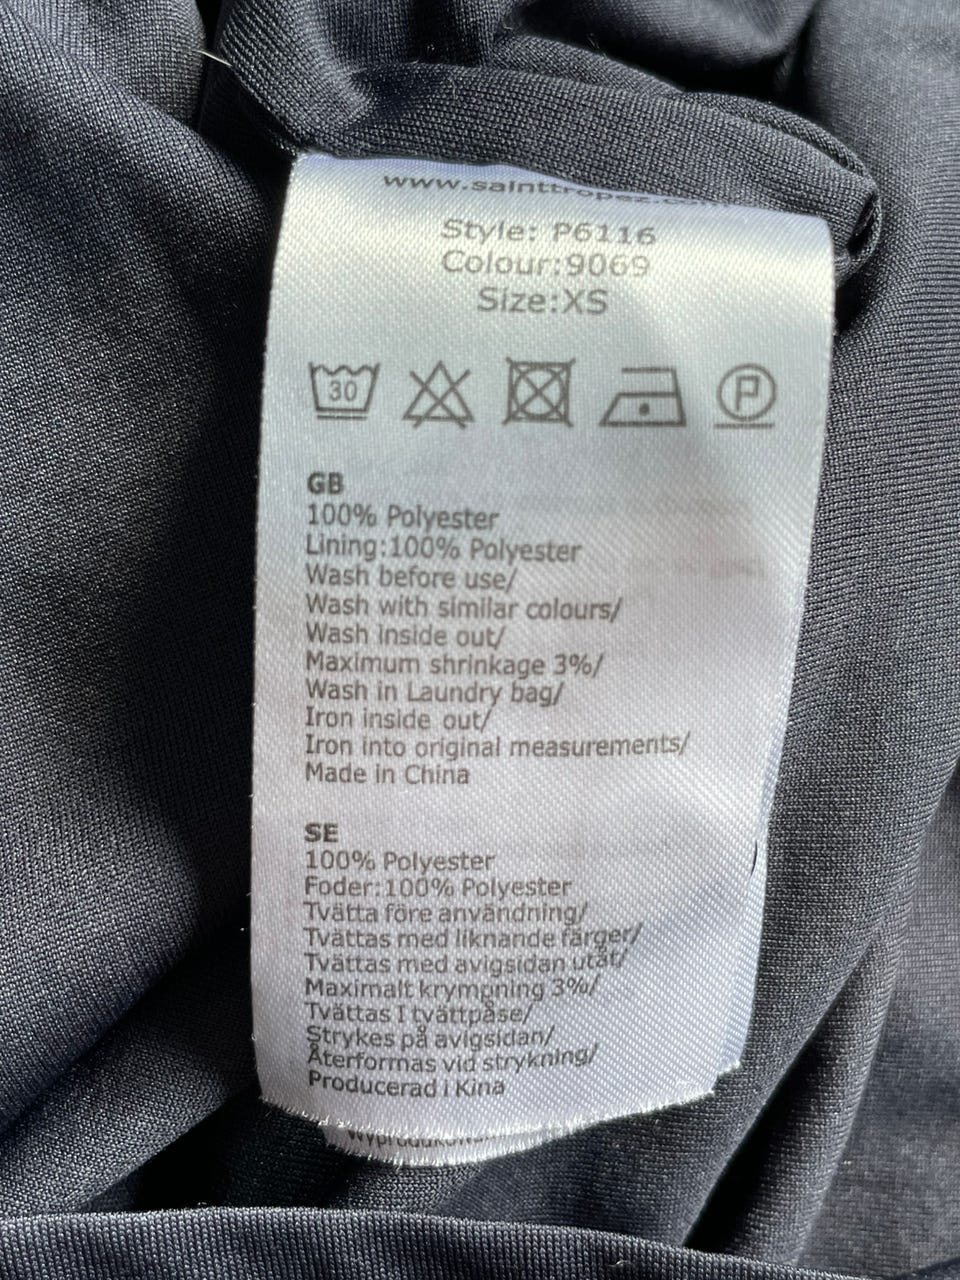 www.sainttropez.com
Style: P6116
Colour:9069
Size:XS
30
P
GB
100% Polyester
Lining:100% Polyester
Wash before use/
Wash with similar colours/
Wash inside out/
Maximum shrinkage 3%/
Wash in Laundry bag/
Iron inside out/
Iron into original measurements/
Made in China
SE
100% Polyester
Foder:100% Polyester
Tvätta före användning/
Tvättas med liknande färger/
Tvättas med avigsidan utåt/
Maximalt krympning 3%/
Tvättas I tvättpåse/
Strykes på avigsidan/
Återformas vid strykning/
Producerad i Kina